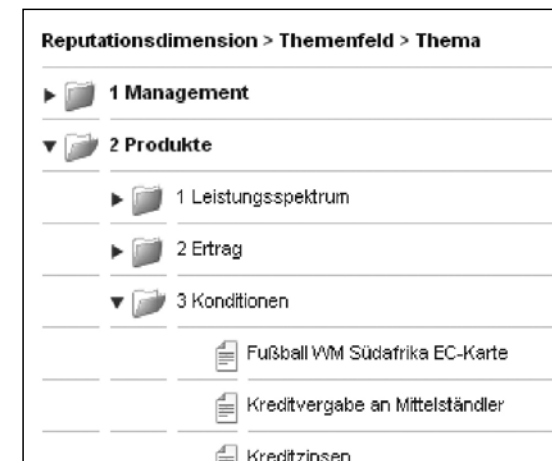 Reputationsdimension > Themenfeld > Thema
1 Management
2 Produkte
1 Leistungsspektrum
2 Ertrag
3 Konditionen
Fußball WM Südafrika EC-Karte
Kreditvergabe an Mittelständler
Kreditzinsen